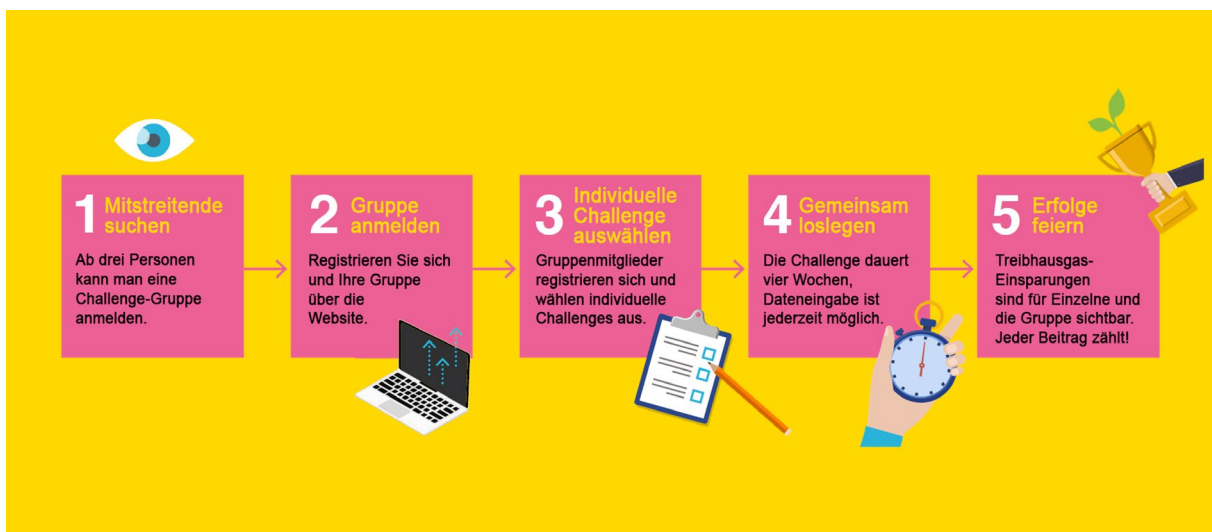 1 Mitstreitende
suchen
Ab drei Personen
kann man eine
Challenge-Gruppe
anmelden.
2 Gruppe
anmelden
Registrieren Sie sich
und Ihre Gruppe
über die
Website.
3 Individuelle
Challenge
auswählen
Gruppenmitglieder
registrieren sich und
wählen individuelle
Challenges aus.
4 Gemeinsam
loslegen
Die Challenge dauert
vier Wochen,
Dateneingabe ist
jederzeit möglich.
5 Erfolge
feiern
Treibhausgas-
Einsparungen
sind für Einzelne und
die Gruppe sichtbar.
Jeder Beitrag zählt!